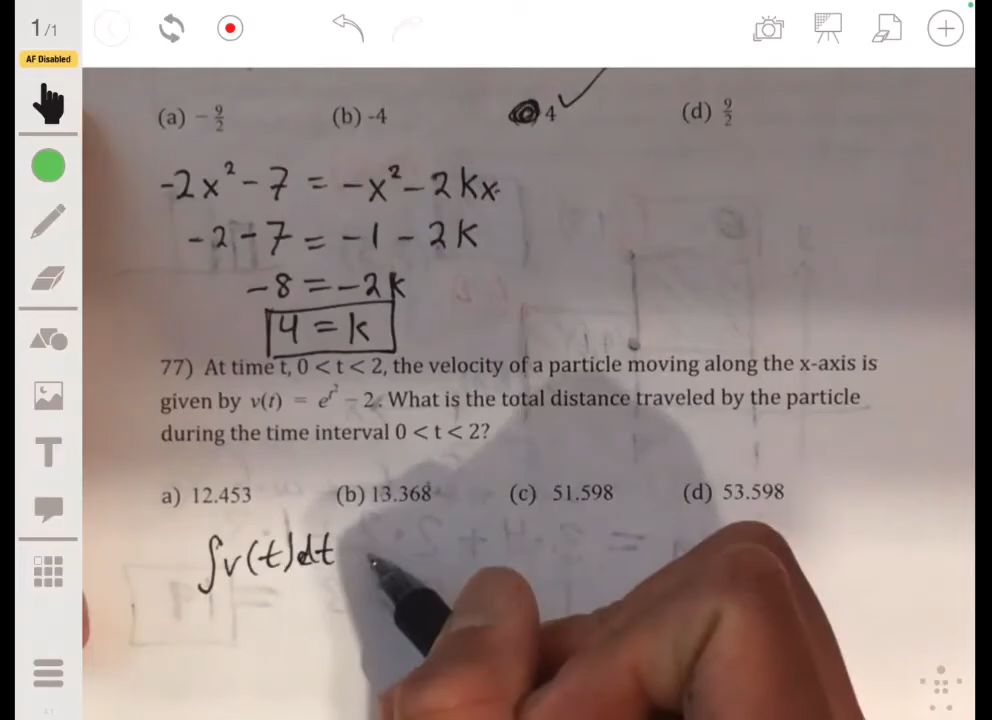 1/1
AF Disabled
(a) - 9/2 (b) -4 4 (d) 9/2
-2x² - 7 = -x² - 2kx
-2 - 7 = -1 - 2k
-8 = -2k
4 = k
77) At time t, 0 < t < 2, the velocity of a particle moving along the x-axis is
given by v(t) = e^t² - 2. What is the total distance traveled by the particle
during the time interval 0 < t < 2?
a) 12.453 (b) 13.368 (c) 51.598 (d) 53.598
∫v(t)dt
T